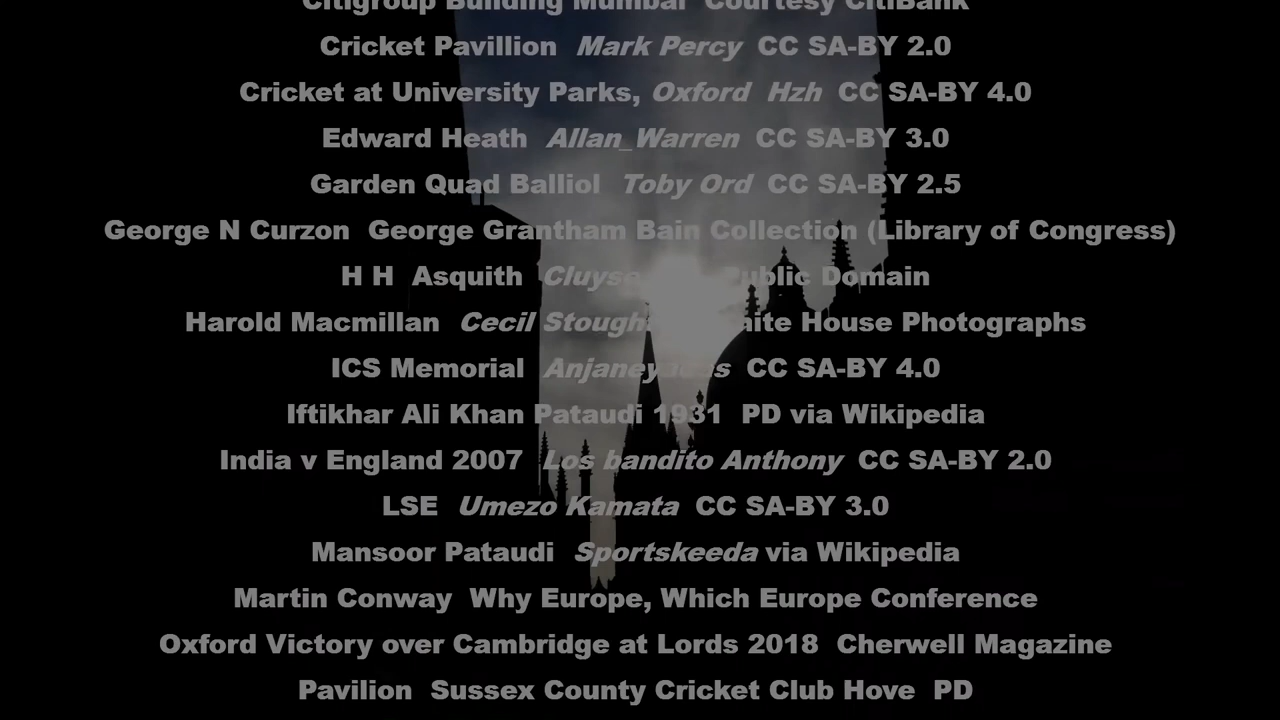 Citigroup Building Mumbai Courtesy CitiBank
Cricket Pavillion Mark Percy CC SA-BY 2.0
Cricket at University Parks, Oxford Hzh CC SA-BY 4.0
Edward Heath Allan_Warren CC SA-BY 3.0
Garden Quad Balliol Toby Ord CC SA-BY 2.5
George N Curzon George Grantham Bain Collection (Library of Congress)
H H Asquith Public Domain
Harold Macmillan Cecil House Photographs
ICS Memorial CC SA-BY 4.0
Iftikhar Ali Khan Pataudi 1931 PD via Wikipedia
India v England 2007 Los bandito Anthony CC SA-BY 2.0
LSE Umezo Kamata CC SA-BY 3.0
Mansoor Pataudi Sportskeeda via Wikipedia
Martin Conway Why Europe, Which Europe Conference
Oxford Victory over Cambridge at Lords 2018 Cherwell Magazine
Pavilion Sussex County Cricket Club Hove PD